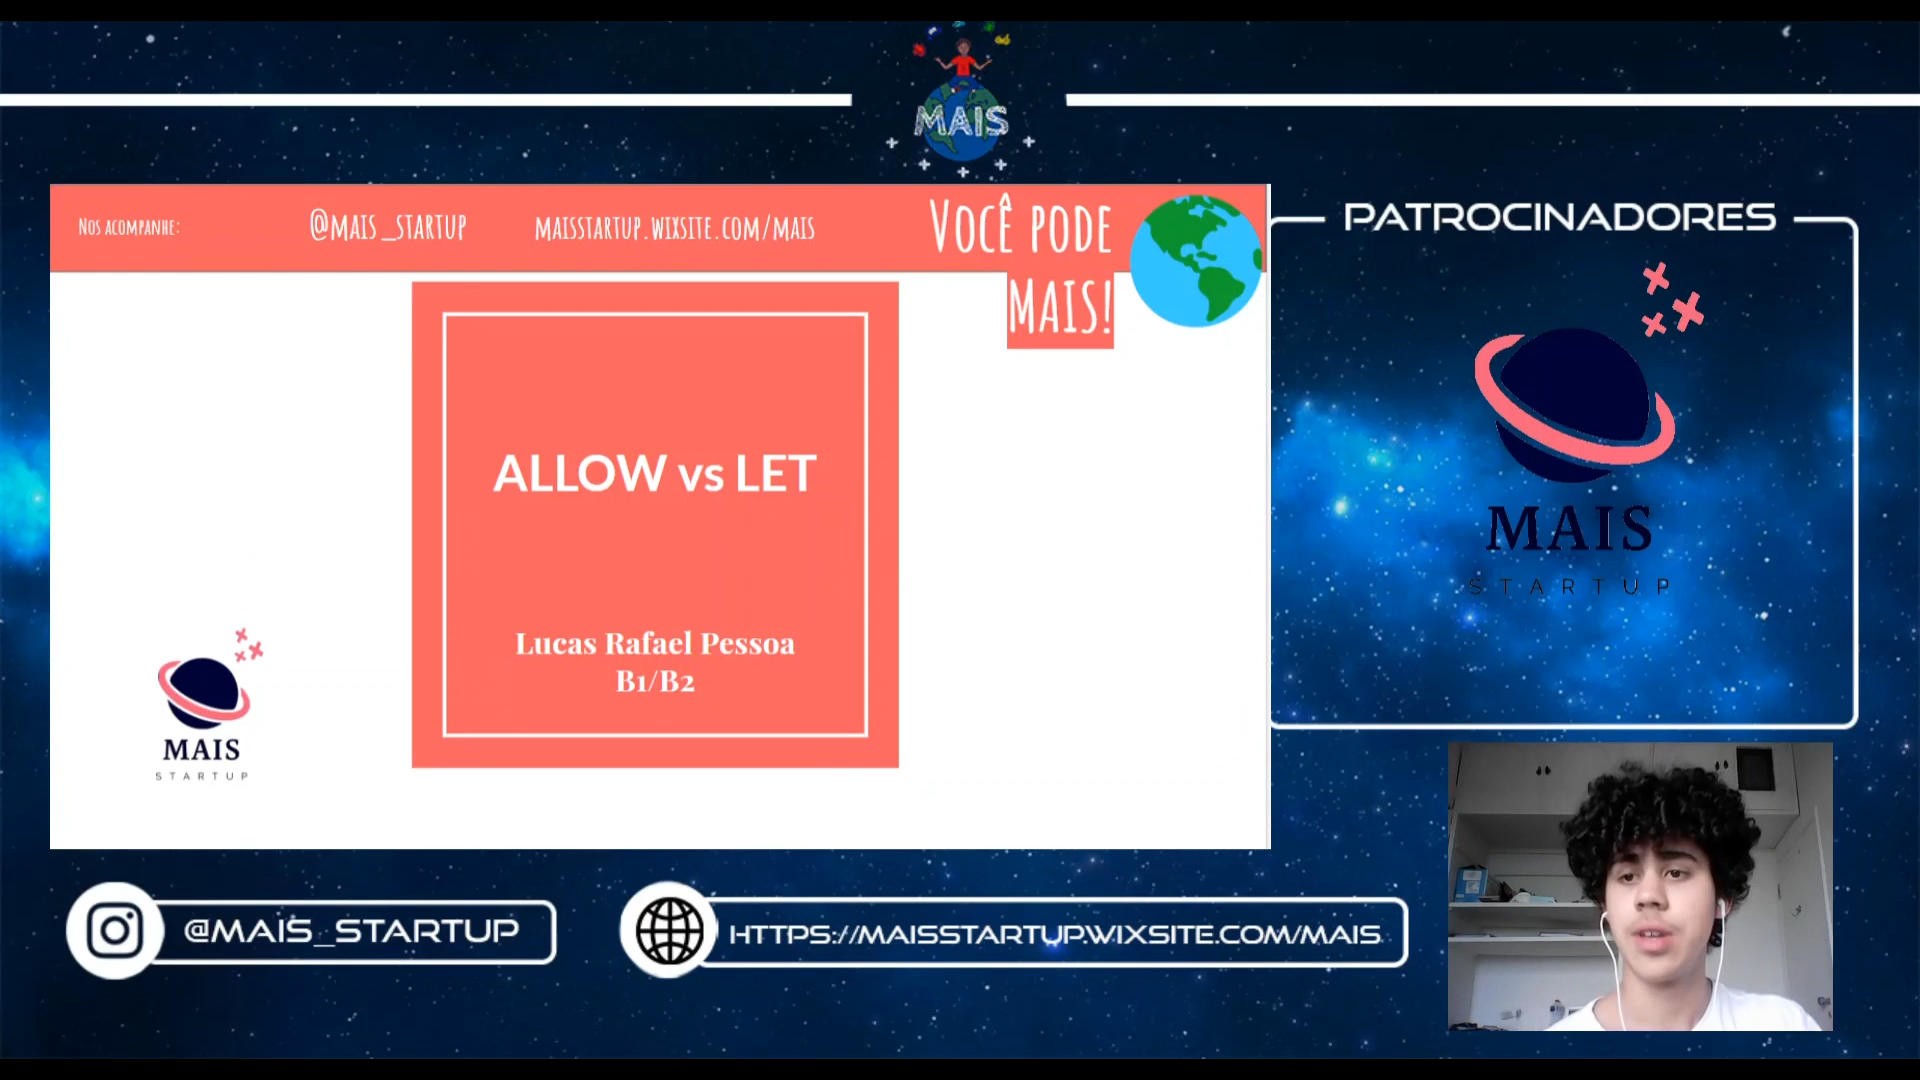 MAIS
Nos acompanhe:
@mais_startup
maisstartup.wixsite.com/mais
Você pode
MAIS!
PATROCINADORES
ALLOW vs LET
Lucas Rafael Pessoa
B1/B2
MAIS
STARTUP
MAIS
STARTUP
@MAIS_STARTUP
HTTPS://MAISSTARTUP.WIXSITE.COM/MAIS